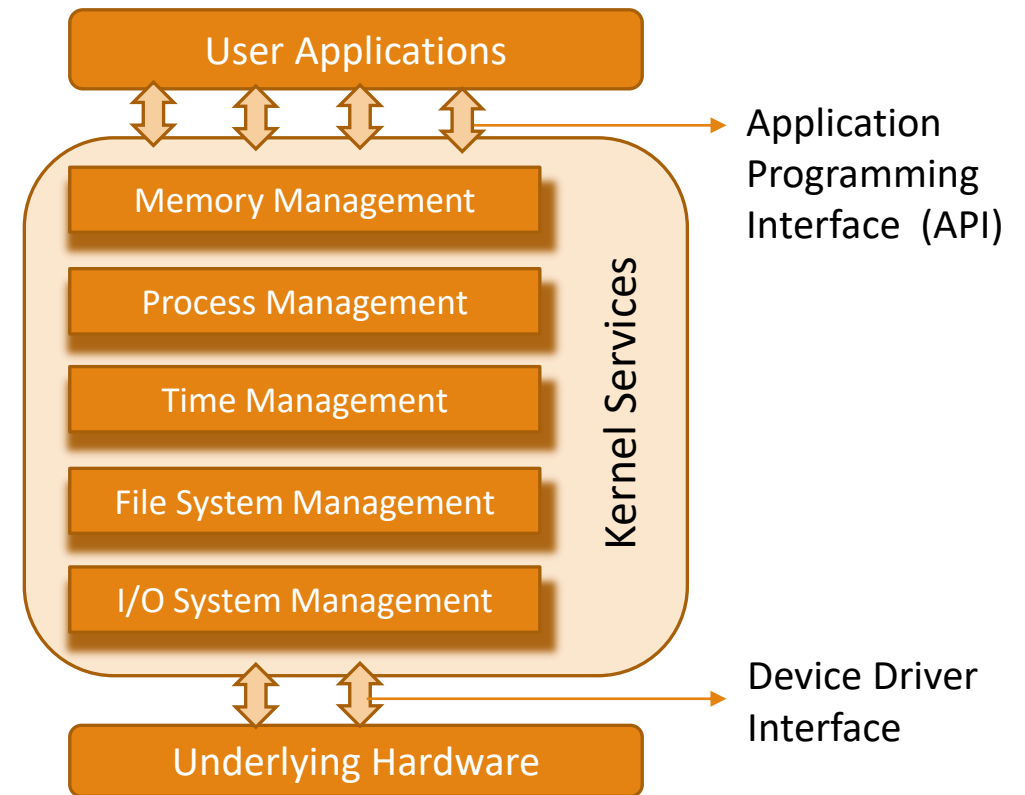 User Applications
Application
Programming
Interface (API)
Memory Management
Process Management
Time Management
File System Management
I/O System Management
Kernel Services
Device Driver
Interface
Underlying Hardware